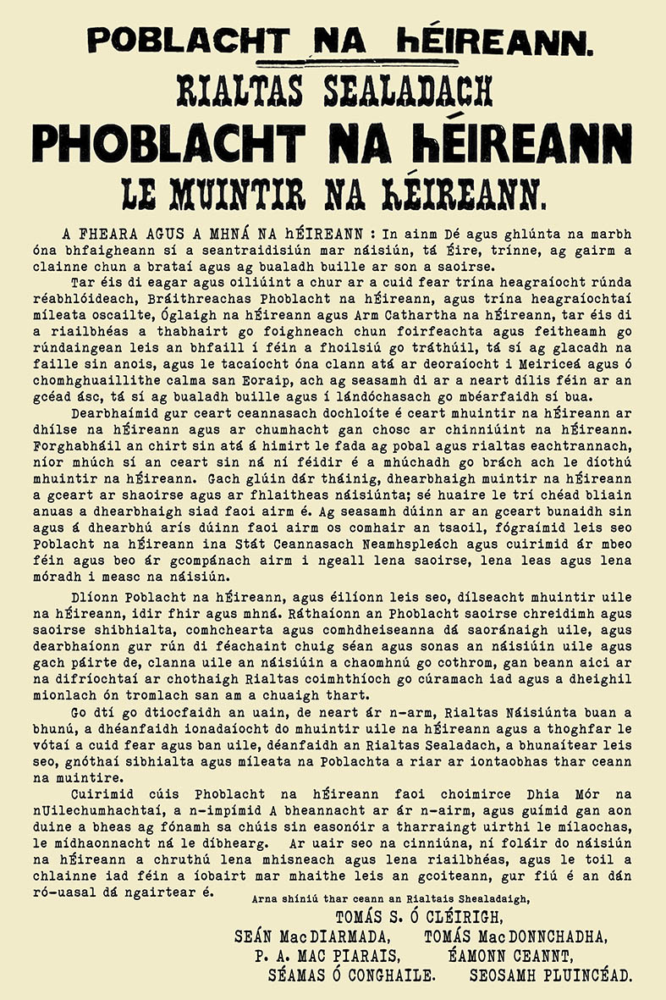 POBLACHT NA hÉIREANN.
RIALTAS SEALADACH
PHOBLACHT NA hÉIREANN
LE MUINTIR NA hÉIREANN.
A FHEARA AGUS A MHNÁ NA hÉIREANN : In ainm Dé agus ghlúnta na marbh
óna bhfaigheann sí a seantraidisiún mar náisiún, tá Éire, trínne, ag gairm a
clainne chun a brataí agus ag bualadh buille ar son a saoirse.
Tar éis di eagar agus oiliúint a chur ar a cuid fear trína heagraíocht rúnda
réabhlóideach, Bráithreachas Phoblacht na hÉireann, agus trína heagraíochtaí
míleata oscailte, Óglaigh na hÉireann agus Arm Cathartha na hÉireann, tar éis di
a riailbhéas a thabhairt go foighneach chun foirfeachta agus feitheamh go
rúndaingean leis an bhfaill í féin a fhoilsiú go tráthúil, tá sí ag glacadh na
faille sin anois, agus le tacaíocht óna clann atá ar deoraíocht i Meiriceá agus ó
chomhghuaillithe calma san Eoraip, ach ag seasamh di ar a neart dílis féin ar an
gcéad ásc, tá sí ag bualadh buille agus í lándóchasach go mbéarfaidh sí bua.
Dearbhaímid gur ceart ceannasach dochloíte é ceart mhuintir na hÉireann ar
dhílse na hÉireann agus ar chumhacht gan chosc ar chinniúint na hÉireann.
Forghabháil an chirt sin atá á himirt le fada ag pobal agus rialtas eachtrannach,
níor mhúch sí an ceart sin ná ní féidir é a mhúchadh go brách ach le díothú
mhuintir na hÉireann. Gach glúin dár tháinig, dhearbhaigh muintir na hÉireann
a gceart ar shaoirse agus ar fhlaitheas náisiúnta; sé huaire le trí chéad bliain
anuas a dhearbhaigh siad faoi airm é. Ag seasamh dúinn ar an gceart bunaidh sin
agus á dhearbhú arís dúinn faoi airm os comhair an tsaoil, fógraímid leis seo
Poblacht na hÉireann ina Stát Ceannasach Neamhspleách agus cuirimid ár mbeo
féin agus beo ár gcompánach airm i ngeall lena saoirse, lena leas agus lena
móradh i measc na náisiún.
Dlíonn Poblacht na hÉireann, agus éilíonn leis seo, dílseacht mhuintir uile
na hÉireann, idir fhir agus mhná. Ráthaíonn an Phoblacht saoirse chreidimh agus
saoirse shibhialta, comhchearta agus comhdheiseanna dá saoránaigh uile, agus
dearbhaíonn gur rún di féachaint chuig séan agus sonas an náisiúin uile agus
gach páirte de, clanna uile an náisiúin a chaomhnú go cothrom, gan beann aici ar
na difríochtaí ar chothaigh Rialtas coimhthíoch go cúramach iad agus a dheighil
mionlach ón tromlach san am a chuaigh thart.
Go dtí go dtiocfaidh an uain, de neart ár n-arm, Rialtas Náisiúnta buan a
bhunú, a dhéanfaidh ionadaíocht do mhuintir uile na hÉireann agus a thoghfar le
vótaí a cuid fear agus ban uile, déanfaidh an Rialtas Sealadach, a bhunaítear leis
seo, gnóthaí sibhialta agus míleata na Poblachta a riar ar iontaobhas thar ceann
na muintire.
Cuirimid cúis Phoblacht na hÉireann faoi choimirce Dhia Mór na
nUilechumhachtaí, a n-impímid A bheannacht ar ár n-airm, agus guímid gan aon
duine a bheas ag fónamh sa chúis sin easonóir a tharraingt uirthi le mílaochas,
le mídhaonnacht ná le díbhearg. Ar uair seo na cinniúna, ní foláir do náisiún
na hÉireann a chruthú lena mhisneach agus lena riailbhéas, agus le toil a
chlainne iad féin a íobairt mar mhaithe leis an gcoiteann, gur fiú é an dán
ró-uasal dá ngairtear é.
Arna shíniú thar ceann an Rialtais Shealadaigh,
TOMÁS S. Ó CLÉIRIGH,
SEÁN Mac DIARMADA, TOMÁS Mac DONNCHADHA,
P. A. MAC PIARAIS, ÉAMONN CEANNT,
SÉAMAS Ó CONGHAILE. SEOSAMH PLUINCÉAD.